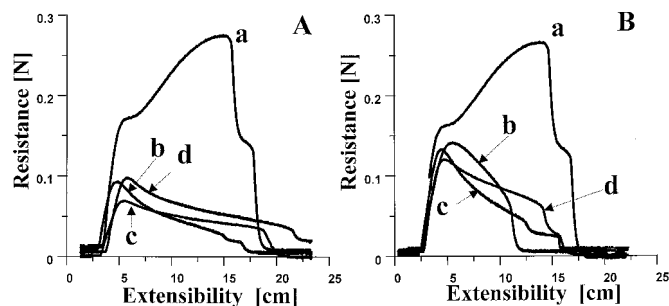 A
B
Resistance [N]
0.3
0.2
0.1
0
a
b
d
c
0 5 10 15 20 25
Extensibility [cm]
Resistance [N]
0.3
0.2
0.1
0
a
b
d
c
0 5 10 15 20 25
Extensibility [cm]